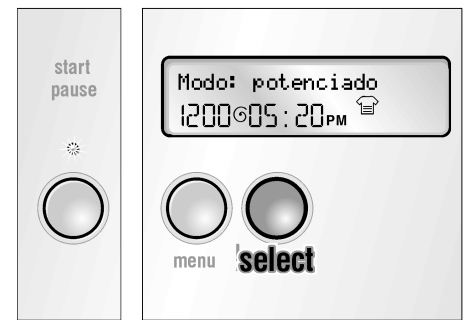 start
pause
Modo: potenciado
1200 05:20PM
menu
select